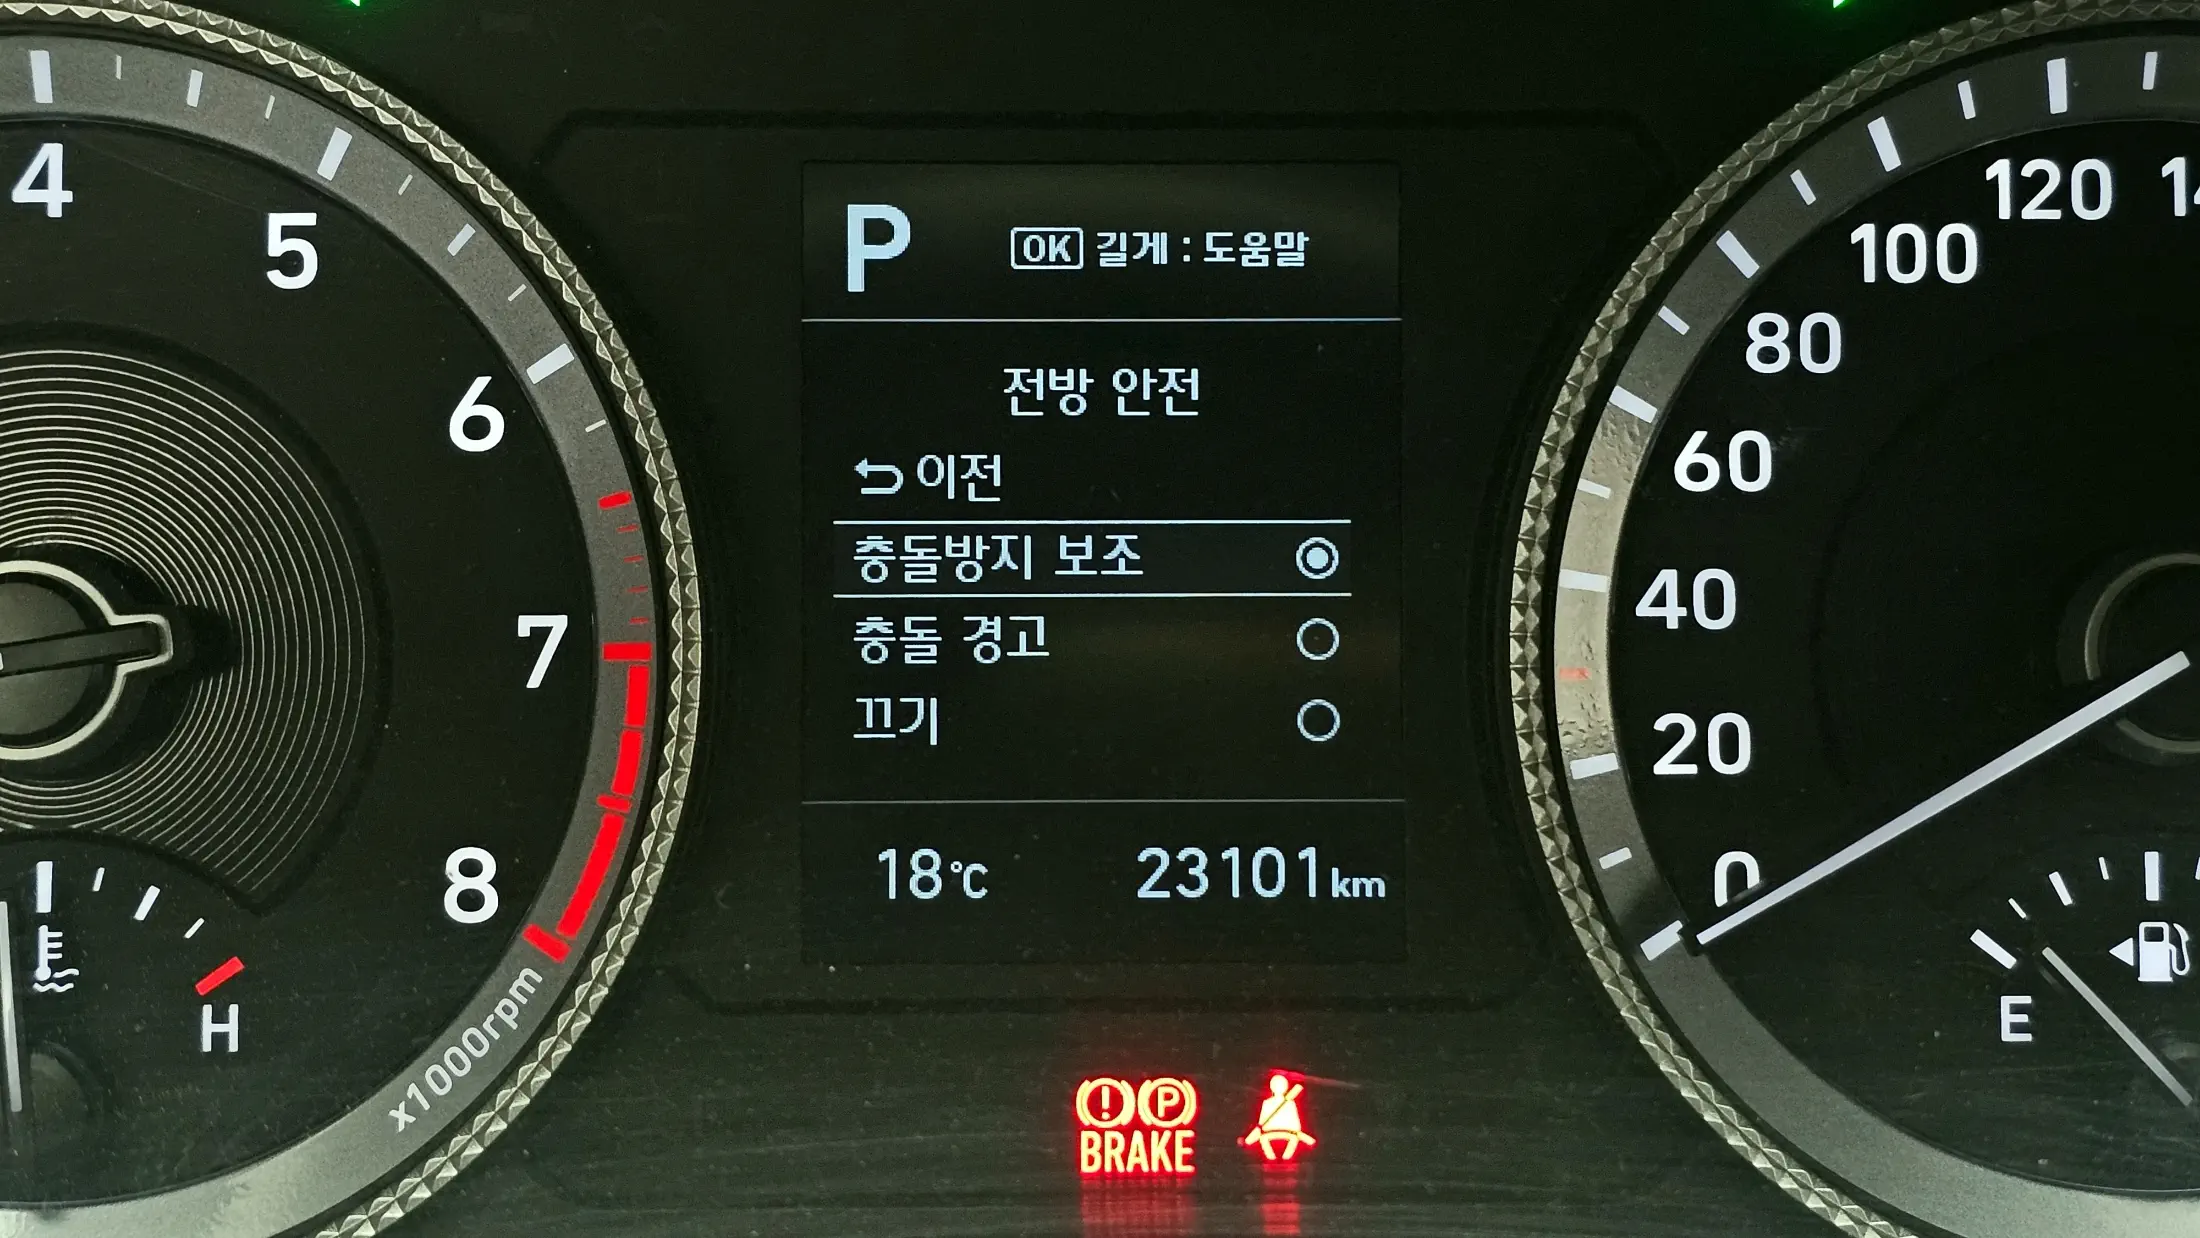 4
5
6
7
8
x1000rpm
H
P
OK 길게 : 도움말
전방 안전
이전
충돌방지 보조
충돌 경고
끄기
18℃ 23101km
BRAKE
120
100
80
60
40
20
0
E